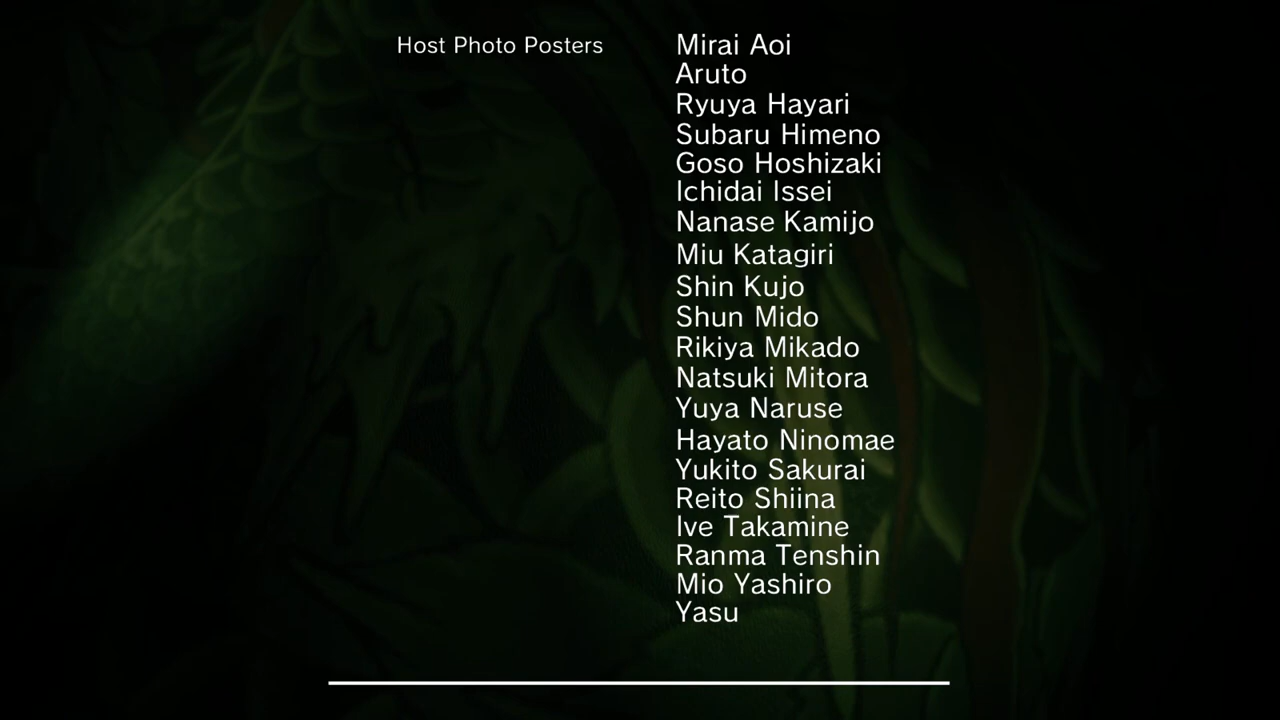 Host Photo Posters
Mirai Aoi
Aruto
Ryuya Hayari
Subaru Himeno
Goso Hoshizaki
Ichidai Issei
Nanase Kamijo
Miu Katagiri
Shin Kujo
Shun Mido
Rikiya Mikado
Natsuki Mitora
Yuya Naruse
Hayato Ninomae
Yukito Sakurai
Reito Shiina
Ive Takamine
Ranma Tenshin
Mio Yashiro
Yasu